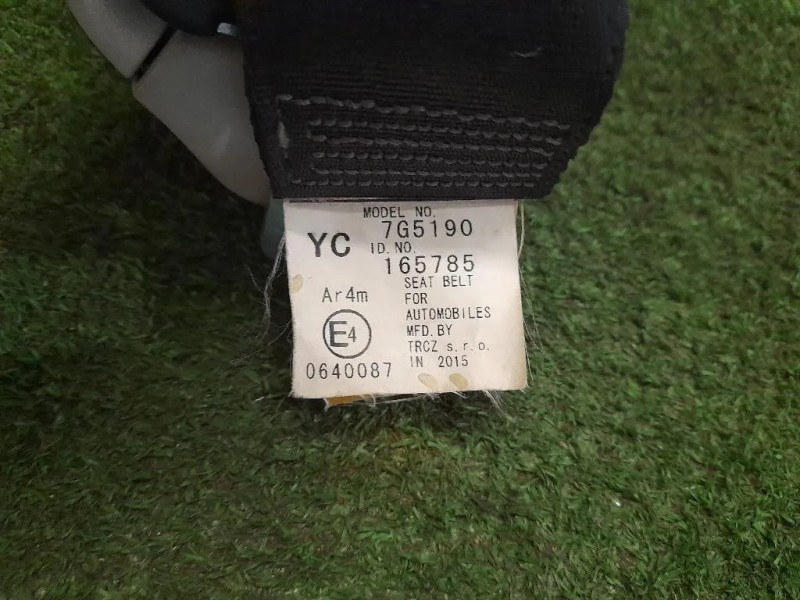 MODEL NO.
7G5190
YC
ID.NO.
165785
Ar4m
E4
0640087
SEAT BELT
FOR
AUTOMOBILES
MFD.BY
TRCZ s.r.o.
IN 2015